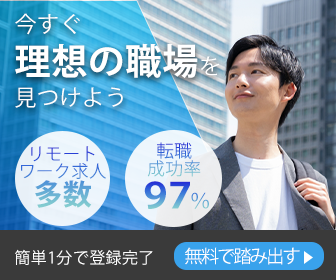 今すぐ
理想の職場を
見つけよう
リモート
ワーク求人
多数
転職
成功率
97%
簡単1分で登録完了
無料で踏み出す